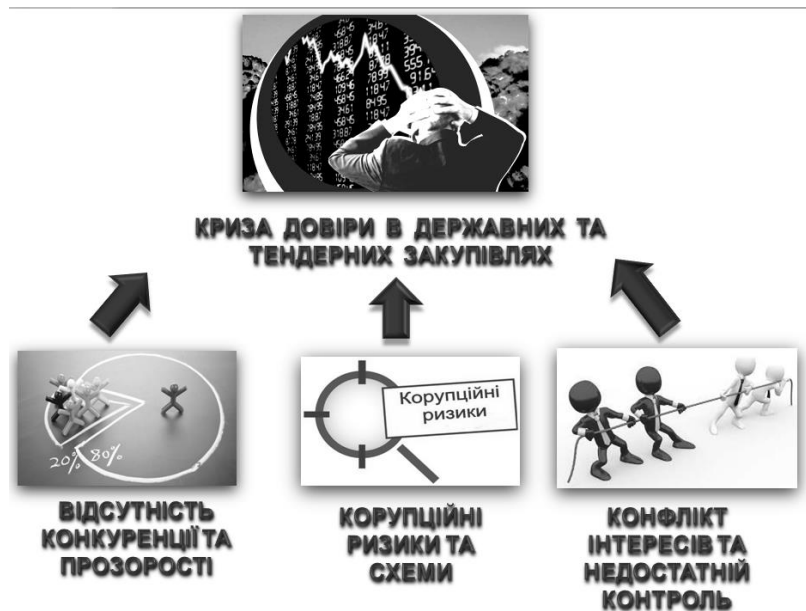 КРИЗА ДОВІРИ В ДЕРЖАВНИХ ТА
ТЕНДЕРНИХ ЗАКУПІВЛЯХ
20% 80%
Корупційні
ризики
ВІДСУТНІСТЬ
КОНКУРЕНЦІЇ ТА
ПРОЗОРОСТІ
КОРУПЦІЙНІ
РИЗИКИ ТА
СХЕМИ
КОНФЛІКТ
ІНТЕРЕСІВ ТА
НЕДОСТАТНІЙ
КОНТРОЛЬ